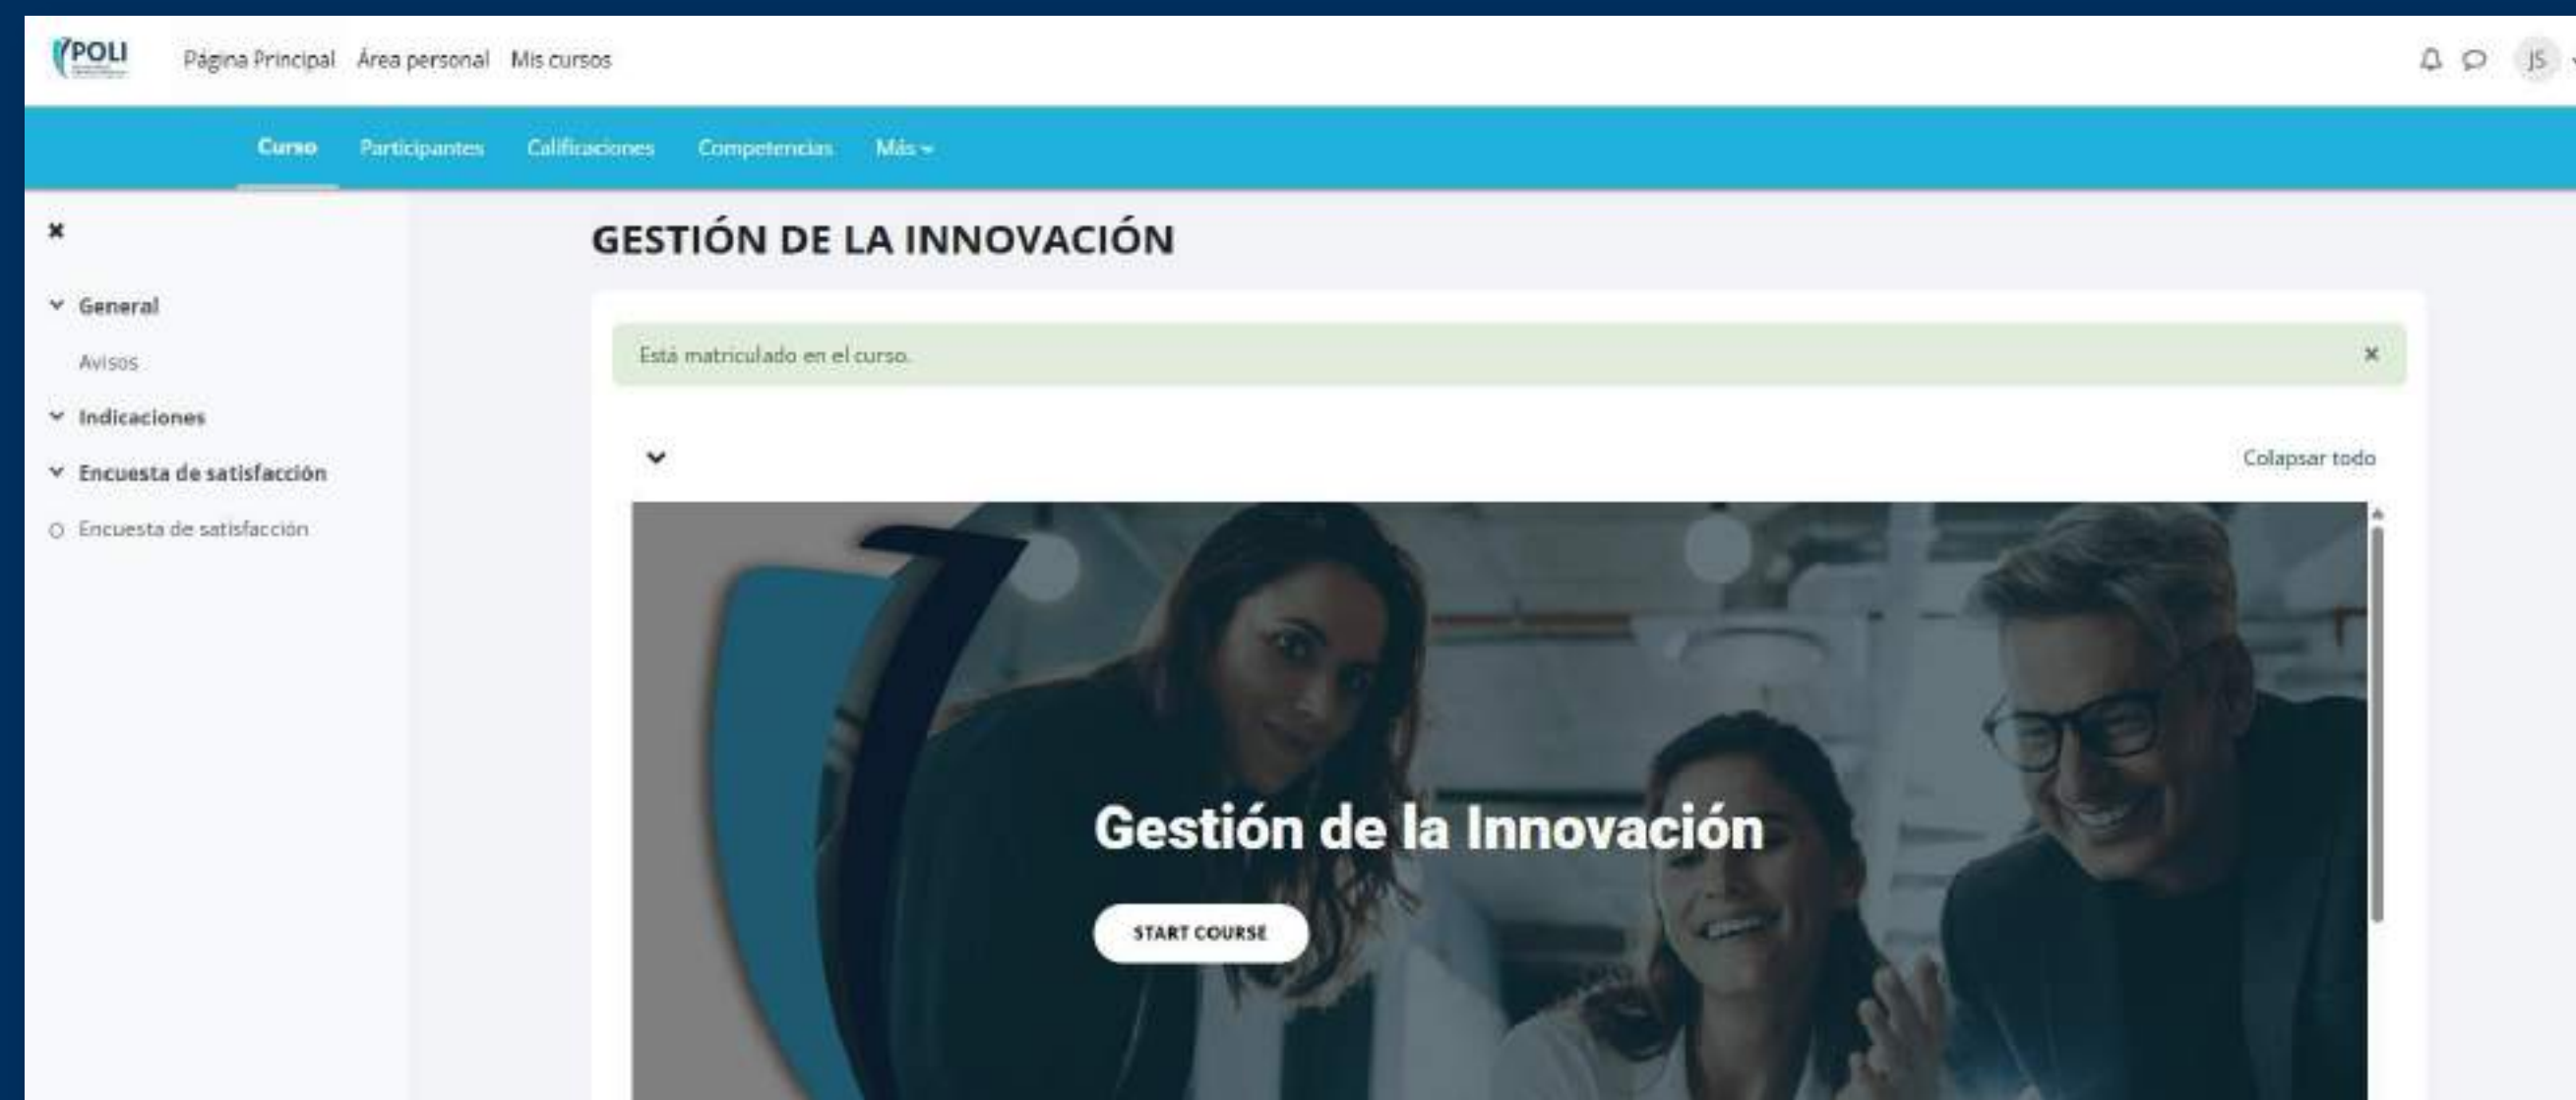 POLI
Página Principal Área personal Mis cursos
JS
Curso Participantes Calificaciones Competencias Más
GESTIÓN DE LA INNOVACIÓN
General
Avisos
Indicaciones
Encuesta de satisfacción
Encuesta de satisfacción
Está matriculado en el curso.
Colapsar todo
Gestión de la Innovación
START COURSE